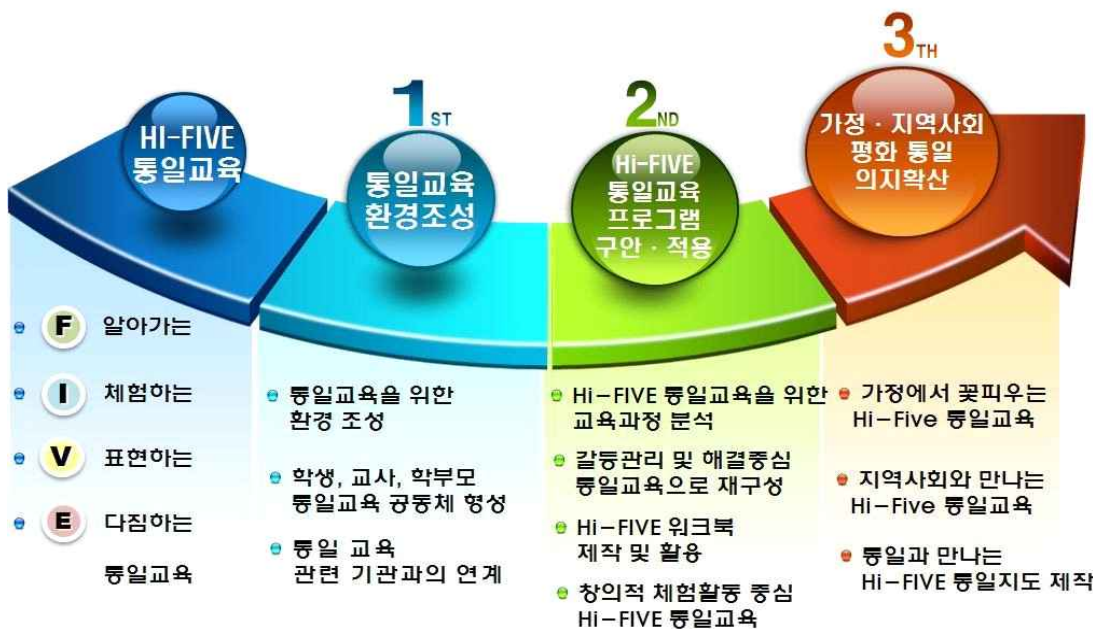 HI-FIVE
통일교육
F 알아가는
I 체험하는
V 표현하는
E 다짐하는
통일교육
1ST
통일교육
환경조성
통일교육을 위한
환경 조성
학생, 교사, 학부모
통일교육 공동체 형성
통일 교육
관련 기관과의 연계
2ND
Hi-FIVE
통일교육
프로그램
구안·적용
Hi-FIVE 통일교육을 위한
교육과정 분석
갈등관리 및 해결중심
통일교육으로 재구성
Hi-FIVE 워크북
제작 및 활용
창의적 체험활동 중심
Hi-FIVE 통일교육
3TH
가정·지역사회
평화 통일
의지확산
가정에서 꽃피우는
Hi-Five 통일교육
지역사회와 만나는
Hi-Five 통일교육
통일과 만나는
Hi-FIVE 통일지도 제작